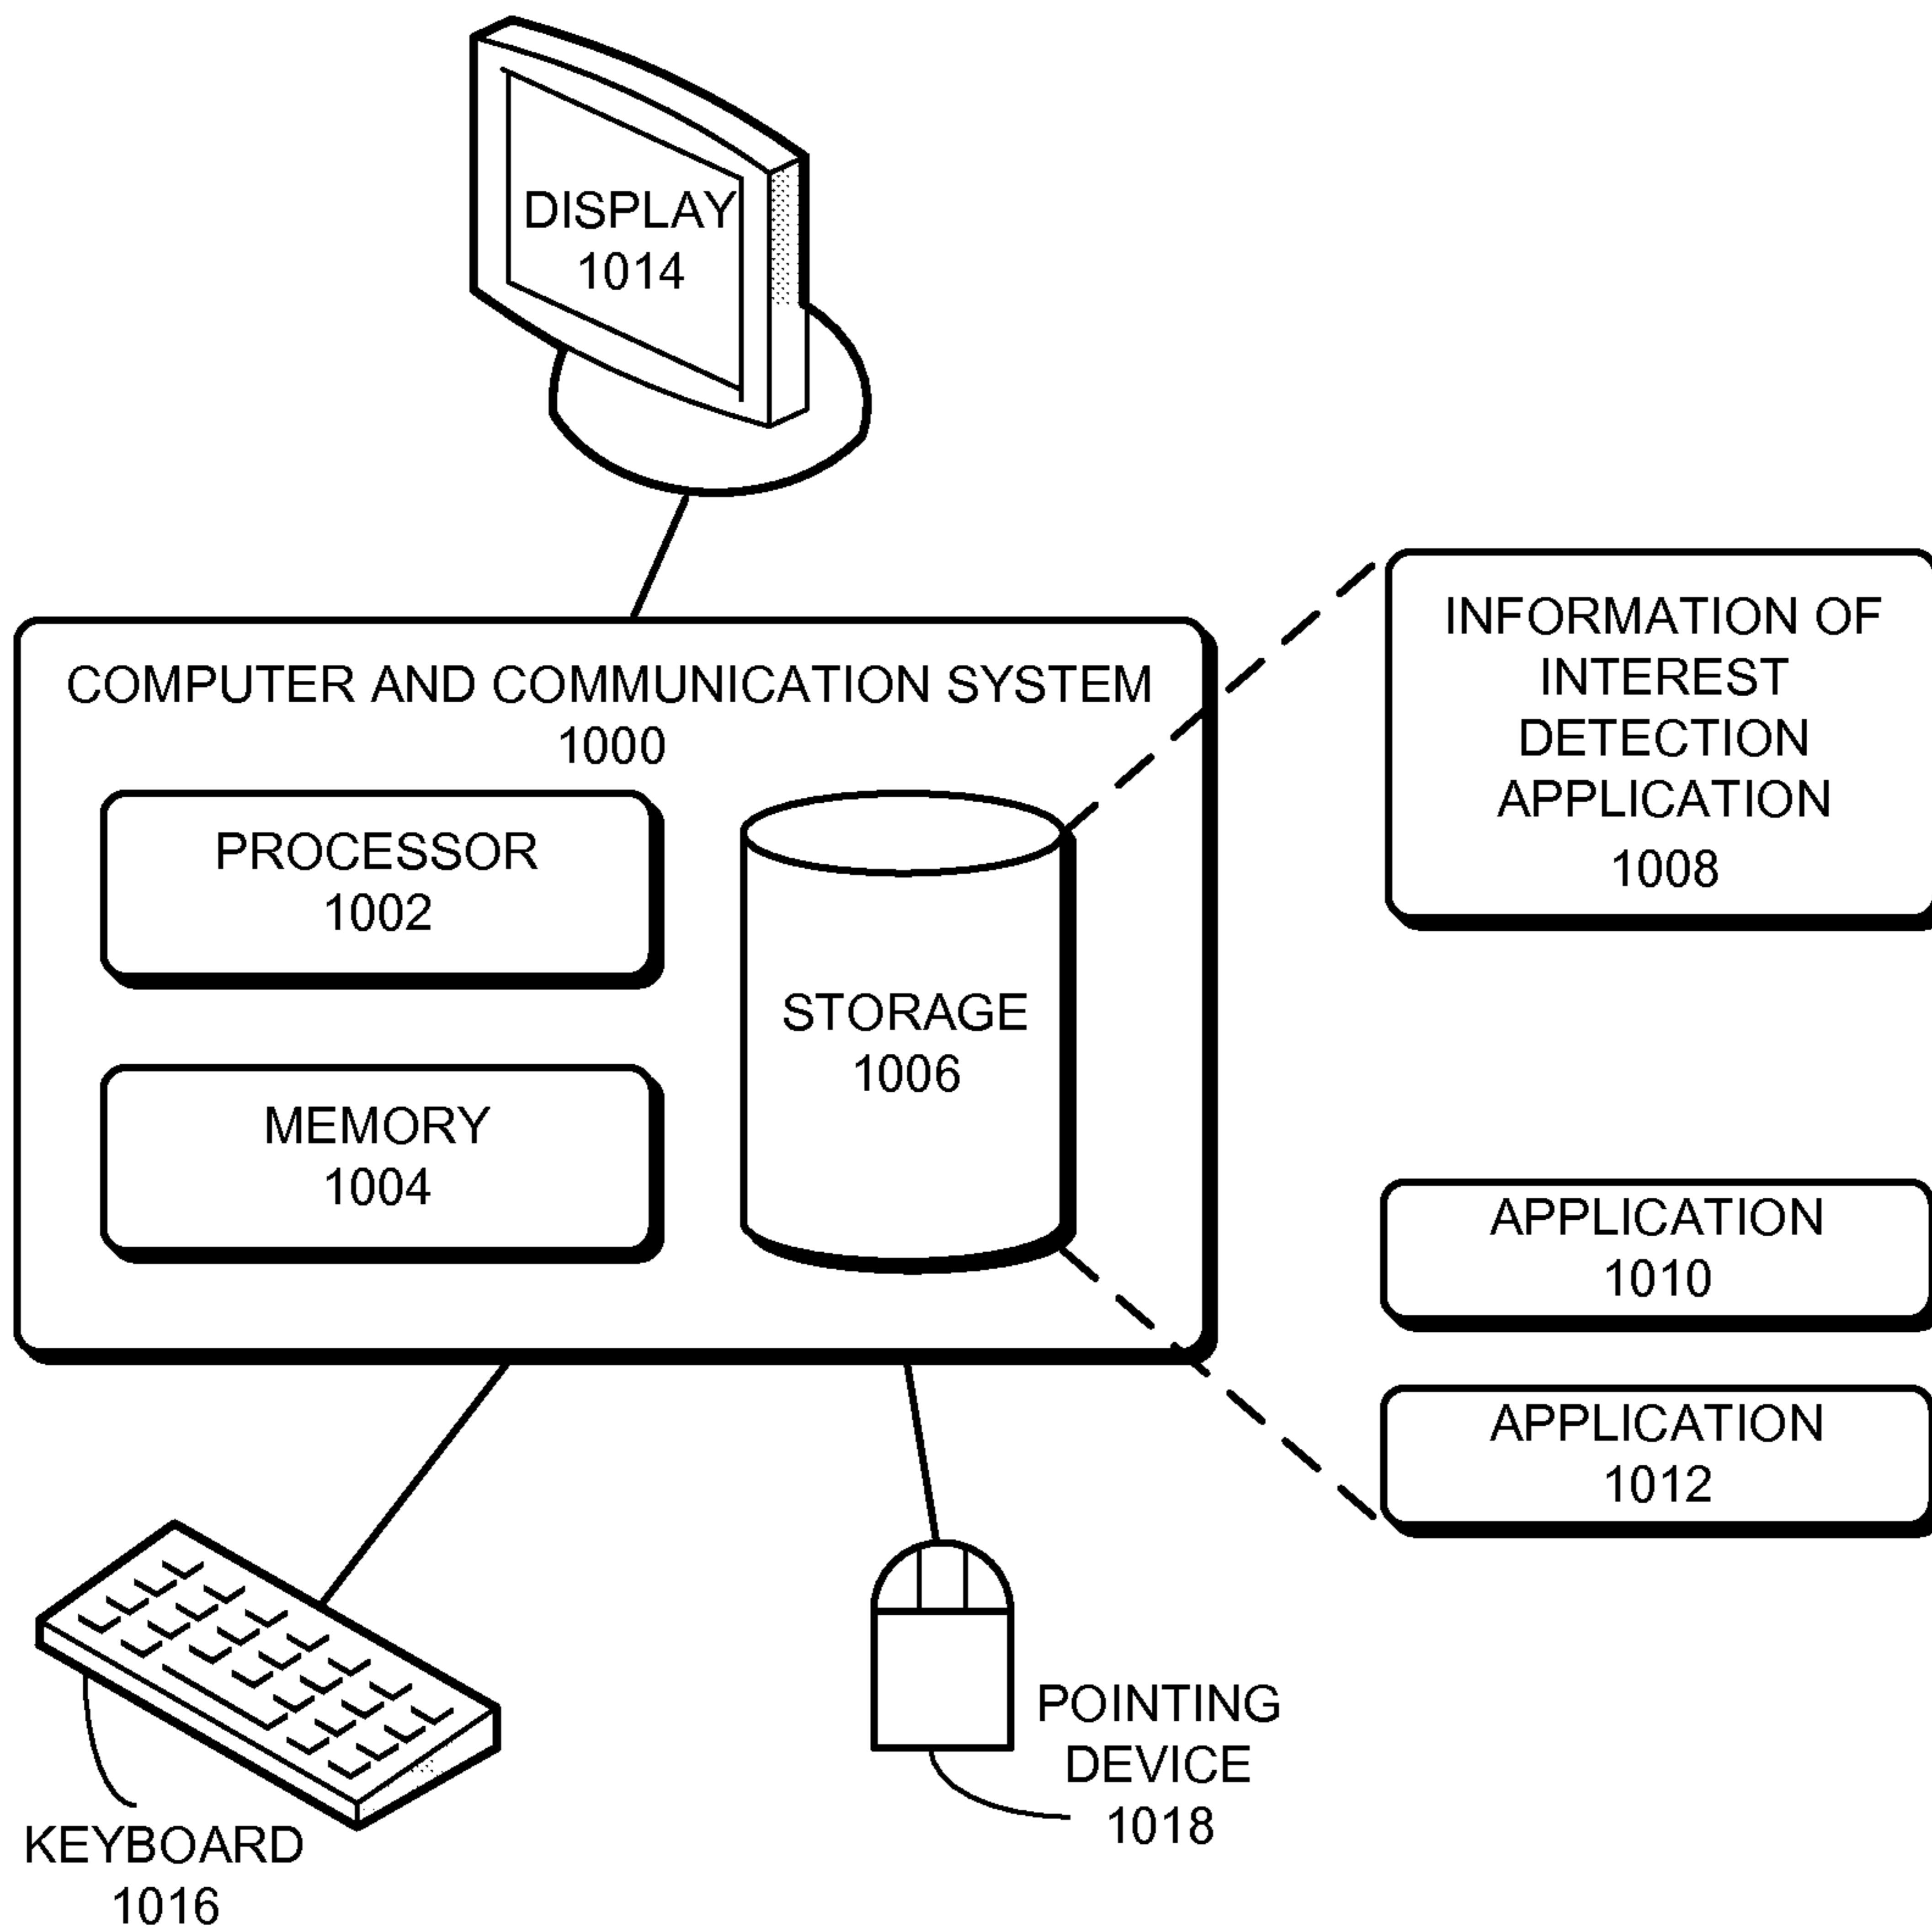 DISPLAY
1014
COMPUTER AND COMMUNICATION SYSTEM
1000
PROCESSOR
1002
MEMORY
1004
STORAGE
1006
INFORMATION OF
INTEREST
DETECTION
APPLICATION
1008
APPLICATION
1010
APPLICATION
1012
KEYBOARD
1016
POINTING
DEVICE
1018